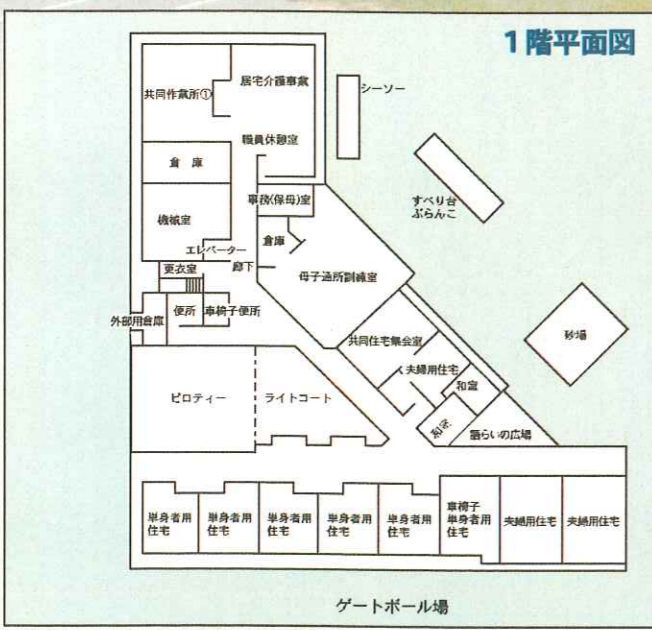 1階平面図
居宅介護事業
共同作業所①
シーソー
職員休憩室
倉庫
すべり台
ぶらんこ
事務(保母)室
機械室
倉庫
エレベーター
更衣室
廊下
母子通所訓練室
外部用倉庫
便所
車椅子便所
砂場
共同住宅集会室
夫婦用住宅
和室
ピロティー
ライトコート
和室
語らいの広場
単身者用
住宅
単身者用
住宅
単身者用
住宅
単身者用
住宅
単身者用
住宅
車椅子
単身者用
住宅
夫婦用住宅
夫婦用住宅
ゲートボール場